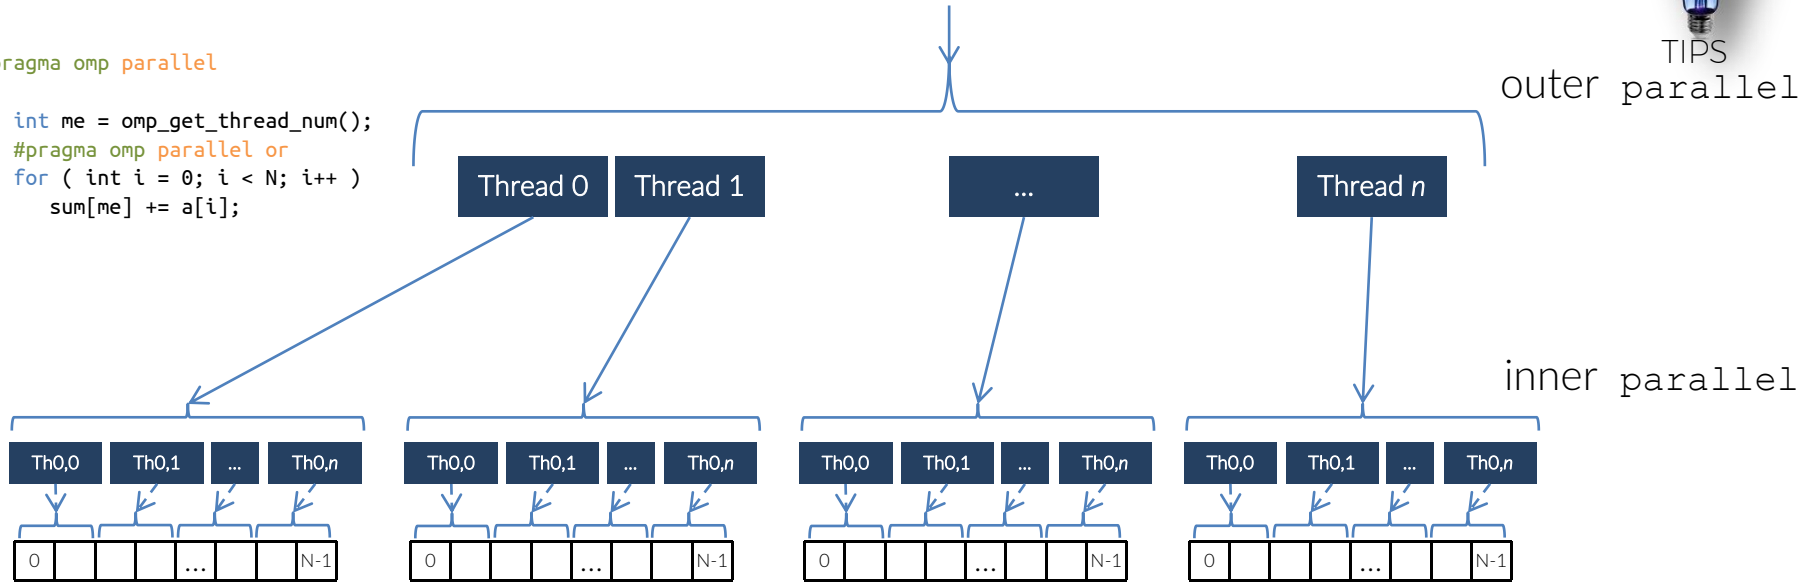 ragma omp parallel
int me = omp_get_thread_num();
#pragma omp parallel or
for ( int i = 0; i < N; i++ )
sum[me] += a[i];
TIPS
outer parallel
Thread 0 Thread 1 ... Thread n
inner parallel
Th0,0 Th0,1 ... Th0,n Th0,0 Th0,1 ... Th0,n Th0,0 Th0,1 ... Th0,n Th0,0 Th0,1 ... Th0,n
0 ... N-1 0 ... N-1 0 ... N-1 0 ... N-1